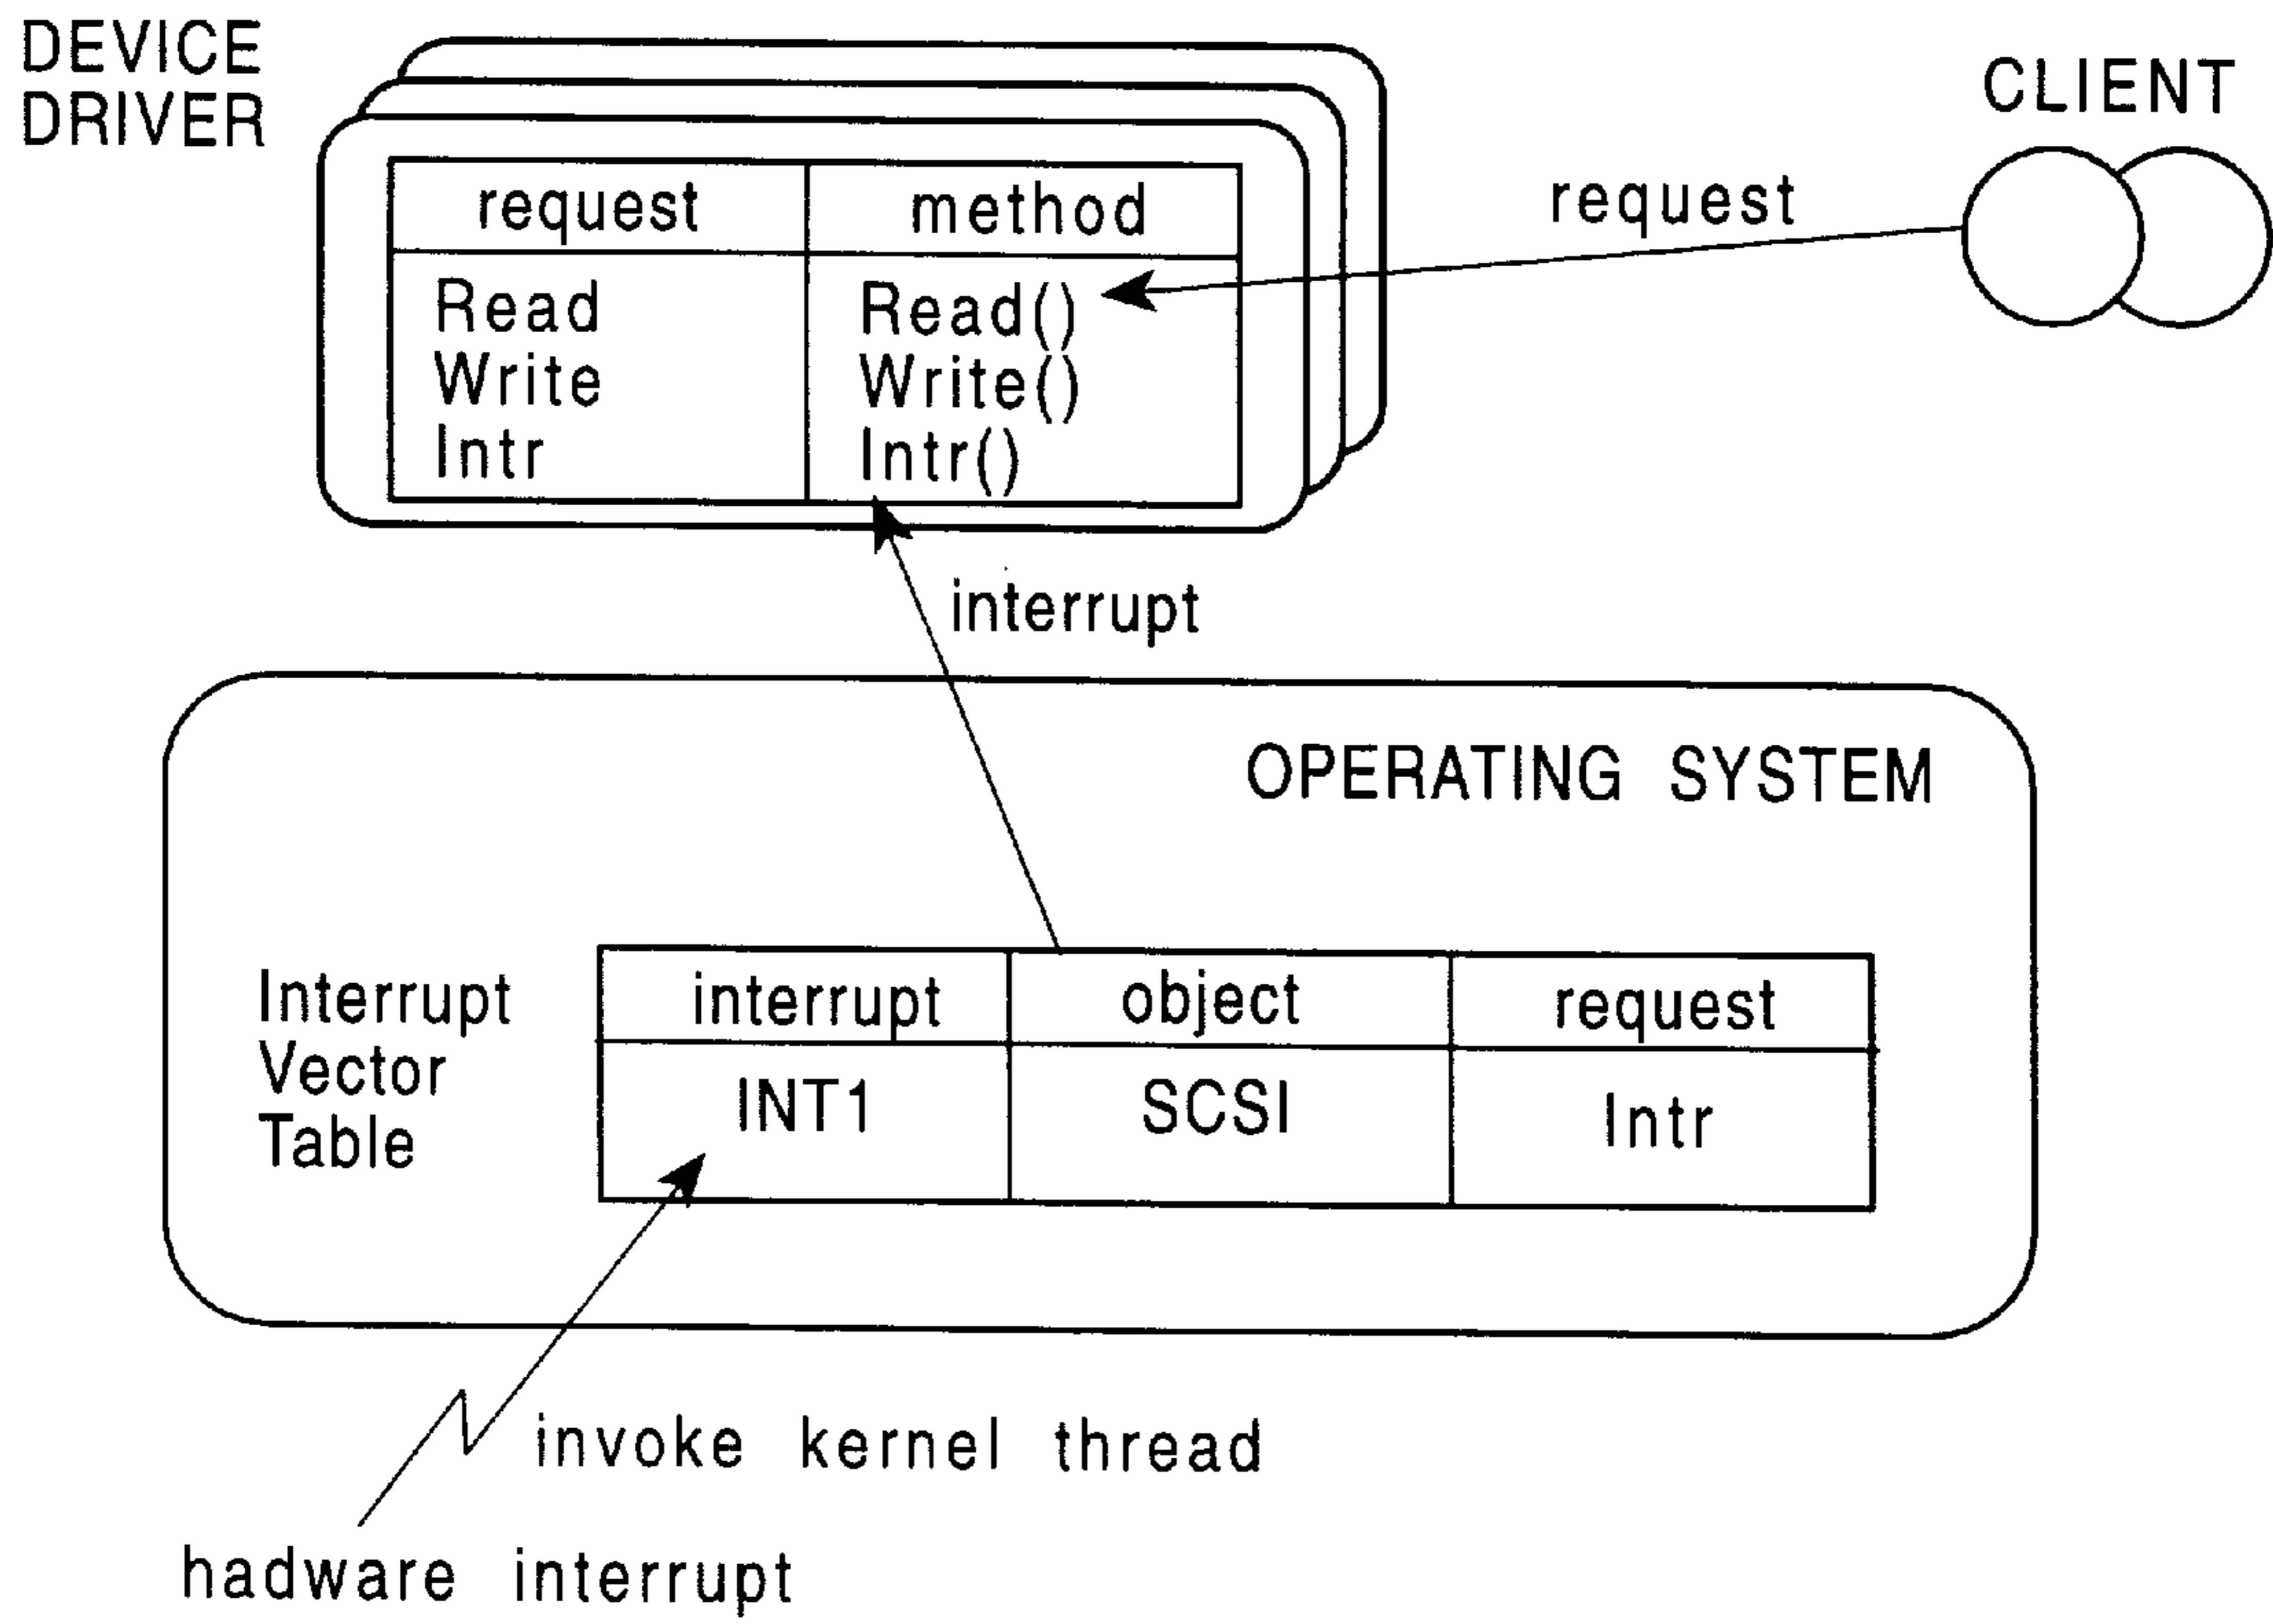 DEVICE
DRIVER
CLIENT
request method
request
Read Read()
Write Write()
Intr Intr()
interrupt
OPERATING SYSTEM
Interrupt
Vector
Table
interrupt object request
INT1 SCSI Intr
invoke kernel thread
hadware interrupt